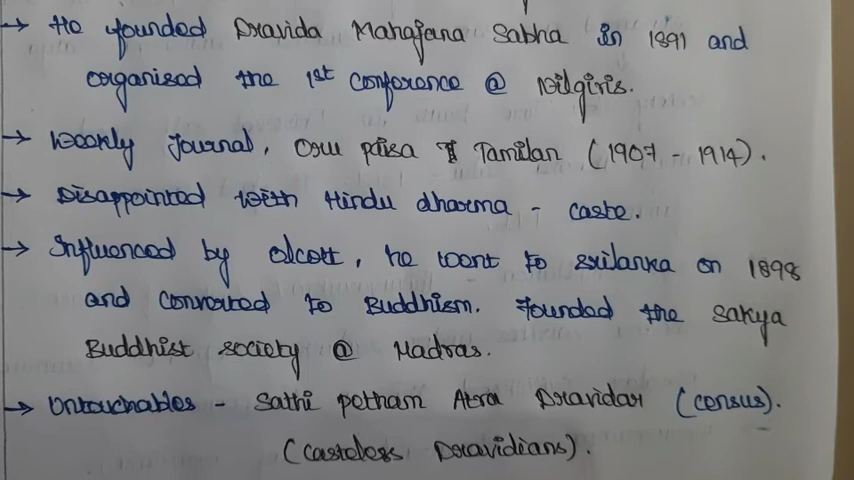 → He founded Dravida Mahajana Sabha in 1891 and
organised the 1st conference @ Nilgiris.
→ Weekly Journal, Oru paisa Tamilan (1907 - 1914).
→ Disappointed with Hindu dharma - caste.
→ Influenced by olcott, he went to srilanka on 1898
and converted to Buddhism. Founded the sakya
Buddhist society @ Madras.
→ Untouchables - Sathi petham Atra Dravidar (census).
(casteless Dravidians).